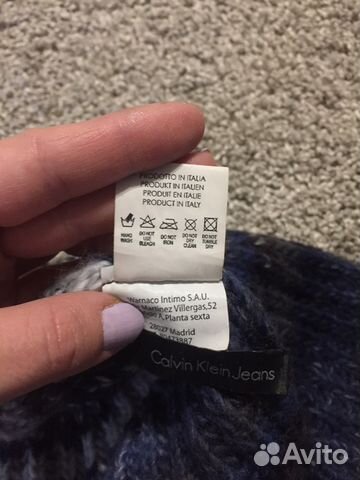 PRODOTTO IN ITALIA
PRODUKT IN ITALIEN
PRODUIT EN ITALIE
PRODUCT IN ITALY
HAND WASH
DO NOT USE BLEACH
DO NOT IRON
DO NOT CLEAN
DO NOT TUMBLE DRY
Warnaco Intimo S.A.U.
Martinez Villergas,52
A,Planta sexta
28027 Madrid
Calvin Klein Jeans
Avito